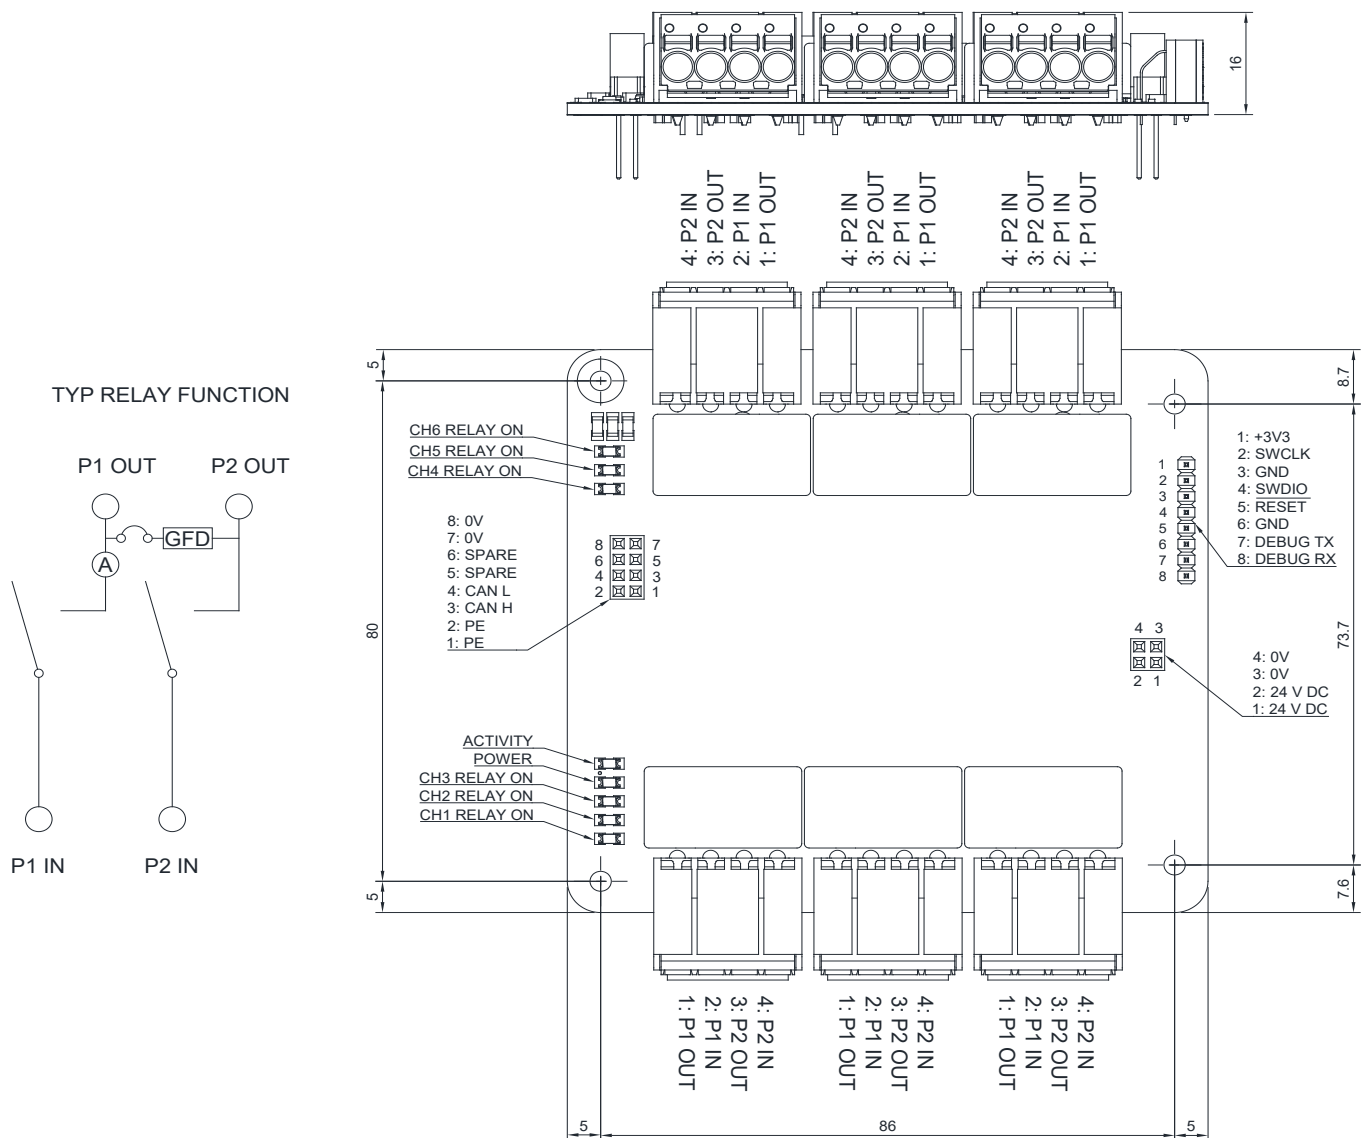 16
4: P2 IN
3: P2 OUT
2: P1 IN
1: P1 OUT
4: P2 IN
3: P2 OUT
2: P1 IN
1: P1 OUT
4: P2 IN
3: P2 OUT
2: P1 IN
1: P1 OUT
5
8.7
TYP RELAY FUNCTION
P1 OUT
P2 OUT
GFD
A
P1 IN
P2 IN
CH6 RELAY ON
CH5 RELAY ON
CH4 RELAY ON
8: 0V
7: 0V
6: SPARE
5: SPARE
4: CAN L
3: CAN H
2: PE
1: PE
8 7
6 5
4 3
2 1
1
2
3
4
5
6
7
8
1: +3V3
2: SWCLK
3: GND
4: SWDIO
5: RESET
6: GND
7: DEBUG TX
8: DEBUG RX
80
73.7
4 3
2 1
4: 0V
3: 0V
2: 24 V DC
1: 24 V DC
ACTIVITY
POWER
CH3 RELAY ON
CH2 RELAY ON
CH1 RELAY ON
5
7.6
1: P1 OUT
2: P1 IN
3: P2 OUT
4: P2 IN
1: P1 OUT
2: P1 IN
3: P2 OUT
4: P2 IN
1: P1 OUT
2: P1 IN
3: P2 OUT
4: P2 IN
5
86
5